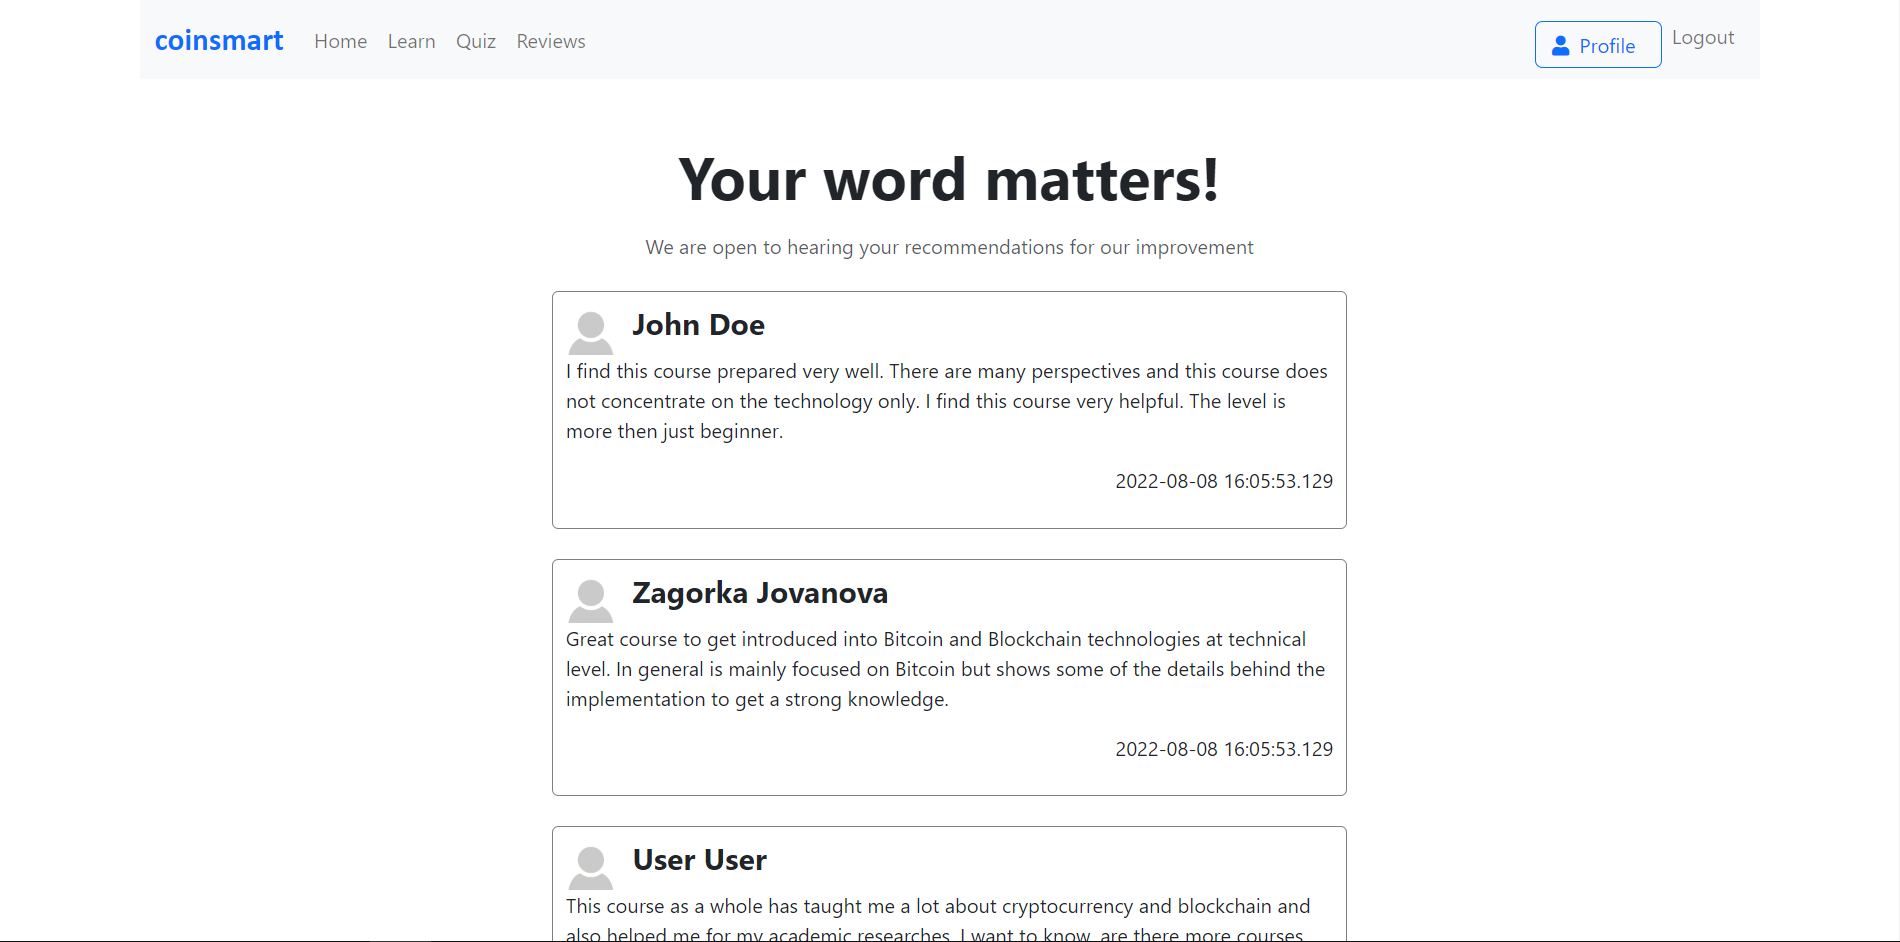 coinsmart Home Learn Quiz Reviews Profile Logout
Your word matters!
We are open to hearing your recommendations for our improvement
John Doe
I find this course prepared very well. There are many perspectives and this course does
not concentrate on the technology only. I find this course very helpful. The level is
more then just beginner.
2022-08-08 16:05:53.129
Zagorka Jovanova
Great course to get introduced into Bitcoin and Blockchain technologies at technical
level. In general is mainly focused on Bitcoin but shows some of the details behind the
implementation to get a strong knowledge.
2022-08-08 16:05:53.129
User User
This course as a whole has taught me a lot about cryptocurrency and blockchain and
also helped me for my academic researches. I want to know, are there more courses